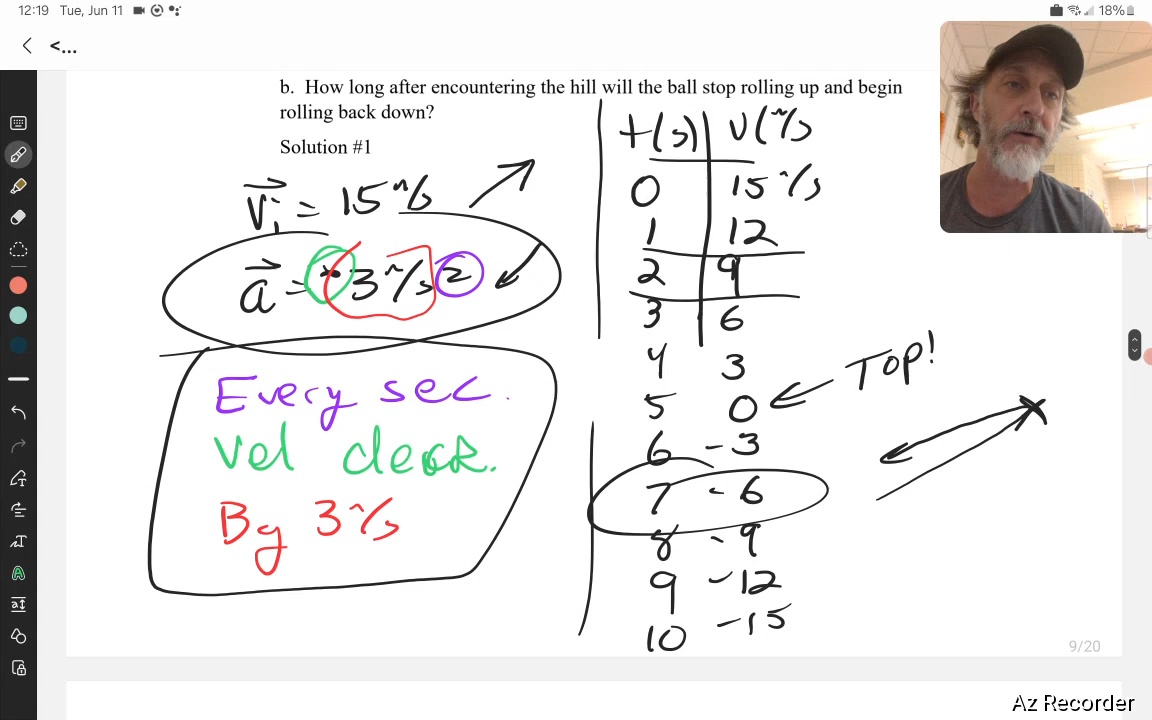 12:19 Tue, Jun 11 18%
<...
b. How long after encountering the hill will the ball stop rolling up and begin
rolling back down?
Solution #1
v⃗ᵢ = 15 m/s
a⃗ = -3 m/s²
Every sec.
Vel decr.
By 3 m/s
t(s) v(m/s
0 15 m/s
1 12
2 9
3 6
4 3
5 0 TOP!
6 -3
7 -6
8 -9
9 -12
10 -15
9/20
Az Recorder